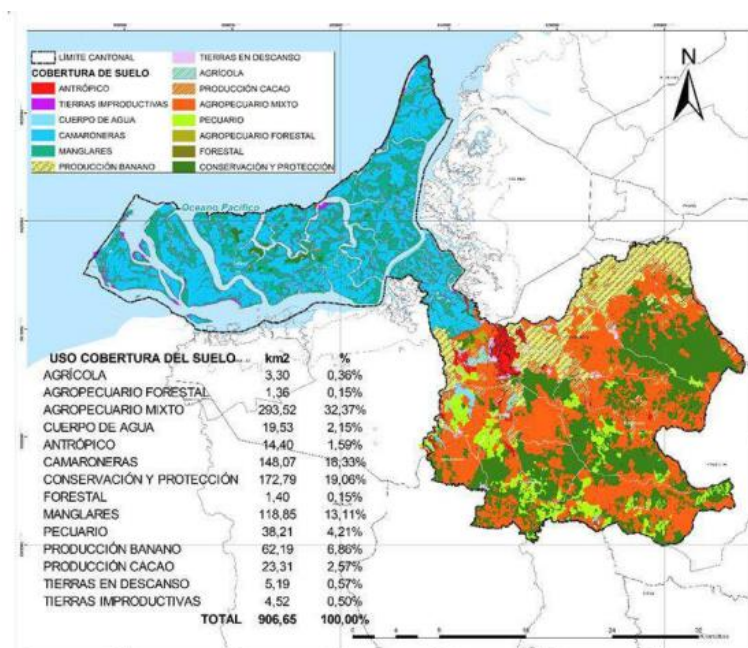 LÍMITE CANTONAL
COBERTURA DE SUELO
ANTRÓPICO
TIERRAS IMPRODUCTIVAS
CUERPO DE AGUA
CAMARONERAS
MANGLARES
PRODUCCIÓN BANANO
TIERRAS EN DESCANSO
AGRÍCOLA
PRODUCCIÓN CACAO
AGROPECUARIO MIXTO
PECUARIO
AGROPECUARIO FORESTAL
FORESTAL
CONSERVACIÓN Y PROTECCIÓN
N
Oceano Pacífico
USO COBERTURA DEL SUELO km2 %
AGRÍCOLA 3,30 0,36%
AGROPECUARIO FORESTAL 1,36 0,15%
AGROPECUARIO MIXTO 293,52 32,37%
CUERPO DE AGUA 19,53 2,15%
ANTRÓPICO 14,40 1,59%
CAMARONERAS 148,07 16,33%
CONSERVACIÓN Y PROTECCIÓN 172,79 19,06%
FORESTAL 1,40 0,15%
MANGLARES 118,85 13,11%
PECUARIO 38,21 4,21%
PRODUCCIÓN BANANO 62,19 6,86%
PRODUCCIÓN CACAO 23,31 2,57%
TIERRAS EN DESCANSO 5,19 0,57%
TIERRAS IMPRODUCTIVAS 4,52 0,50%
TOTAL 906,65 100,00%